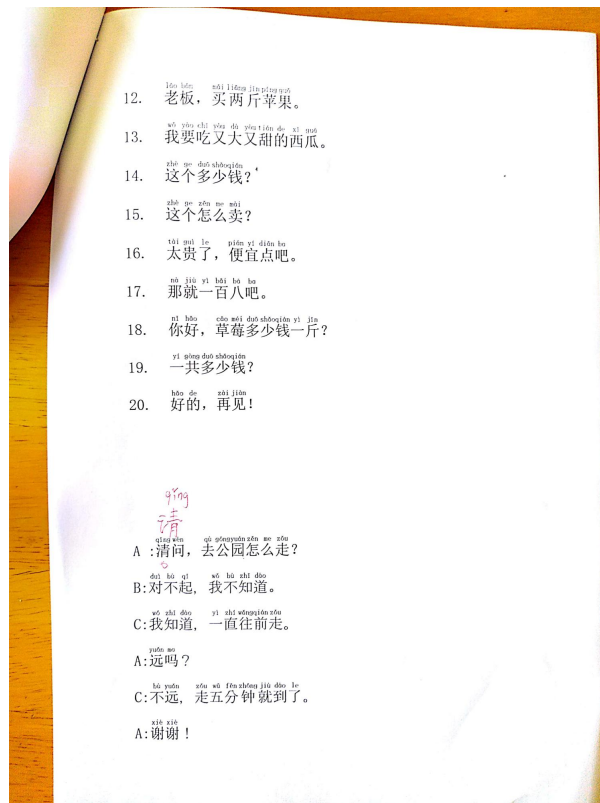 lǎo bǎn mǎi liǎng jīn píng guǒ
12. 老板，买两斤苹果。
wǒ yào chī yòu dà yòu tián de xī guā
13. 我要吃又大又甜的西瓜。
zhè ge duō shǎoqián
14. 这个多少钱？
zhè ge zěn me mài
15. 这个怎么卖？
tài guì le pián yí diǎn ba
16. 太贵了，便宜点吧。
nà jiù yì bǎi bā ba
17. 那就一百八吧。
nǐ hǎo cǎo méi duō shǎoqián yì jīn
18. 你好，草莓多少钱一斤？
yí gòng duō shǎoqián
19. 一共多少钱？
hǎo de zài jiàn
20. 好的，再见！
qǐng
请
qīng wèn qù gōngyuán zěn me zǒu
A :清问，去公园怎么走？
duì bù qǐ wǒ bù zhī dào
B:对不起，我不知道。
wǒ zhī dào yì zhí wǎngqián zǒu
C:我知道，一直往前走。
yuǎn ma
A:远吗？
bù yuǎn zǒu wǔ fēn zhōng jiù dào le
C:不远，走五分钟就到了。
xiè xiè
A:谢谢！